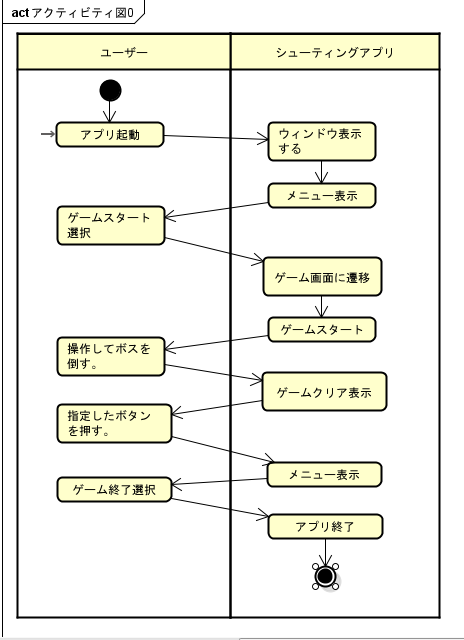 act アクティビティ図0
ユーザー
シューティングアプリ
アプリ起動
ウィンドウ表示
する
メニュー表示
ゲームスタート
選択
ゲーム画面に遷移
ゲームスタート
操作してボスを
倒す。
ゲームクリア表示
指定したボタン
を押す。
メニュー表示
ゲーム終了選択
アプリ終了